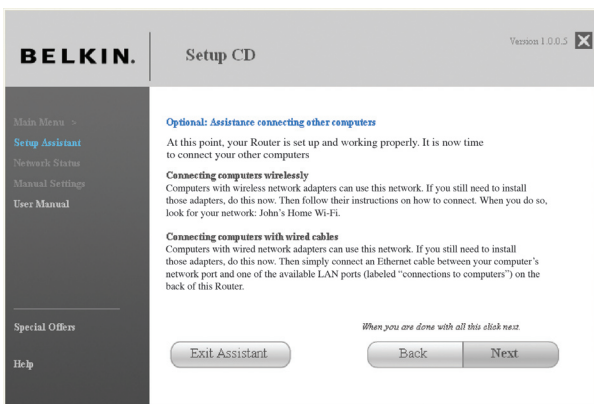 BELKIN.
Setup CD
Version 1.0.0.5
Main Menu >
Setup Assistant
Network Status
Manual Settings
User Manual
Special Offers
Help
Optional: Assistance connecting other computers
At this point, your Router is set up and working properly. It is now time
to connect your other computers
Connecting computers wirelessly
Computers with wireless network adapters can use this network. If you still need to install
those adapters, do this now. Then follow their instructions on how to connect. When you do so,
look for your network: John’s Home Wi-Fi.
Connecting computers with wired cables
Computers with wired network adapters can use this network. If you still need to install
those adapters, do this now. Then simply connect an Ethernet cable between your computer’s
network port and one of the available LAN ports (labeled “connections to computers”) on the
back of this Router.
When you are done with all this click next.
Exit Assistant
Back
Next